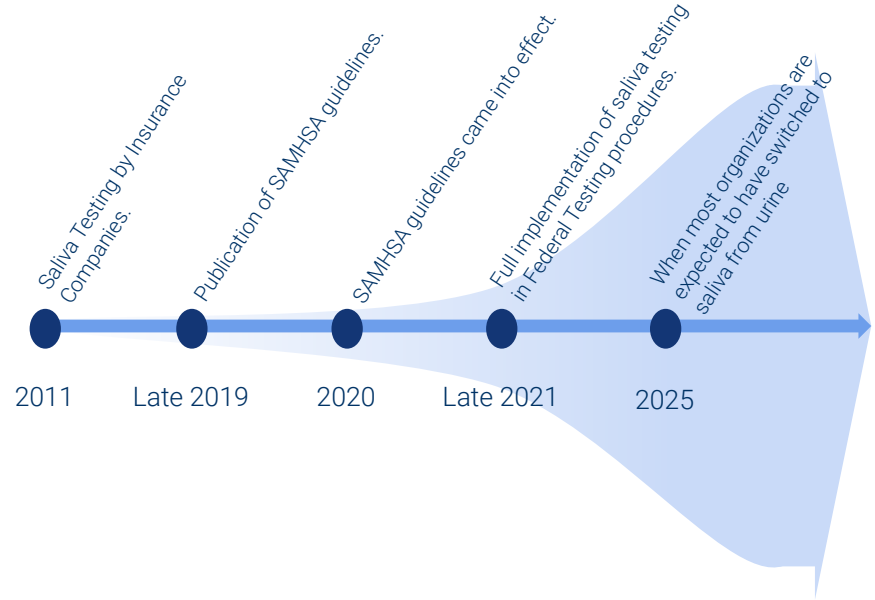 Saliva Testing by Insurance
Companies.
Publication of SAMHSA guidelines.
SAMHSA guidelines came into effect.
Full implementation of saliva testing
in Federal Testing procedures.
When most organizations are
expected to have switched to
saliva from urine
2011
Late 2019
2020
Late 2021
2025